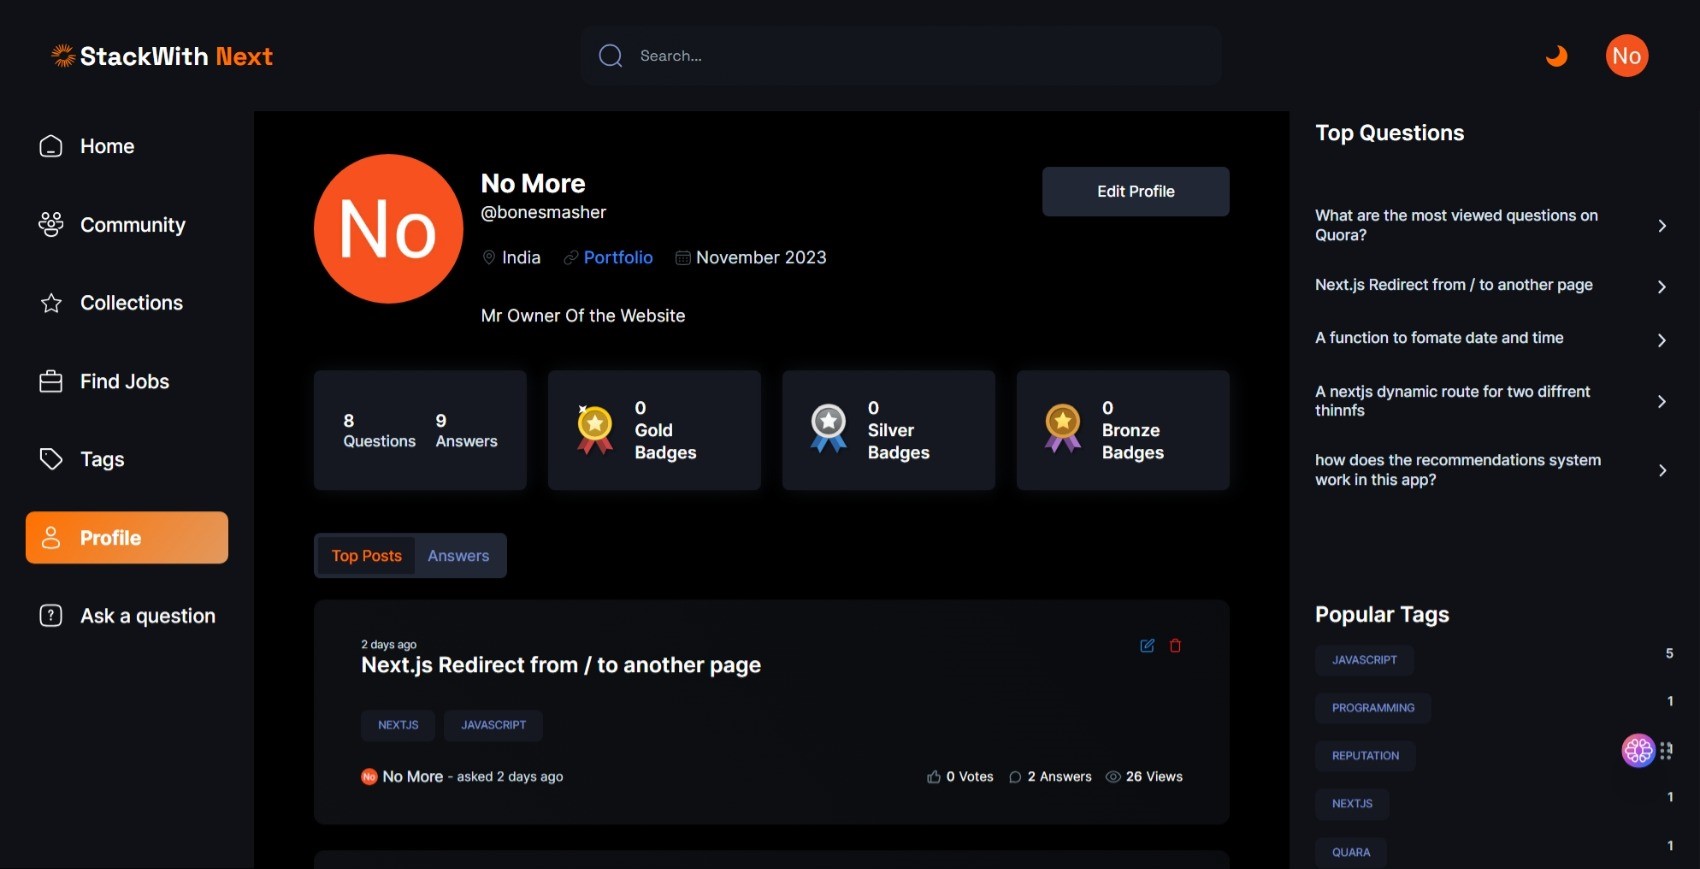 StackWith Next
Search...
No
Home
Community
Collections
Find Jobs
Tags
Profile
Ask a question
No
No More
@bonesmasher
India Portfolio November 2023
Mr Owner Of the Website
Edit Profile
8 Questions
9 Answers
0
Gold
Badges
0
Silver
Badges
0
Bronze
Badges
Top Posts Answers
2 days ago
Next.js Redirect from / to another page
NEXTJS JAVASCRIPT
No No More - asked 2 days ago
0 Votes 2 Answers 26 Views
Top Questions
What are the most viewed questions on
Quora?
Next.js Redirect from / to another page
A function to fomate date and time
A nextjs dynamic route for two diffrent
thinnfs
how does the recommendations system
work in this app?
Popular Tags
JAVASCRIPT 5
PROGRAMMING 1
REPUTATION
NEXTJS 1
QUARA 1